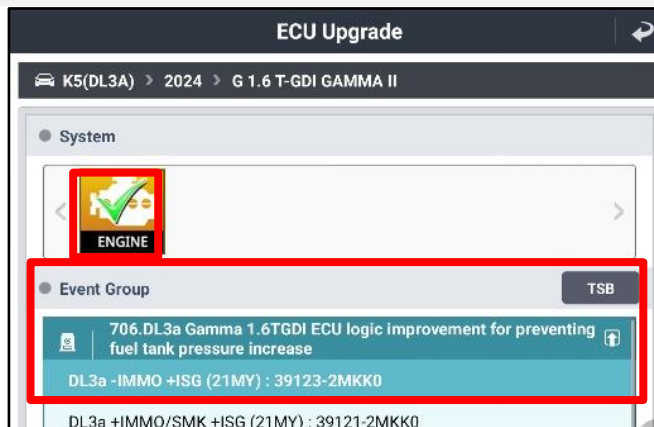 ECU Upgrade
K5(DL3A) > 2024 > G 1.6 T-GDI GAMMA II
System
ENGINE
Event Group
TSB
706.DL3a Gamma 1.6TGDI ECU logic improvement for preventing
fuel tank pressure increase
DL3a -IMMO +ISG (21MY) : 39123-2MKK0
DL3a +IMMO/SMK +ISG (21MY) : 39121-2MKK0